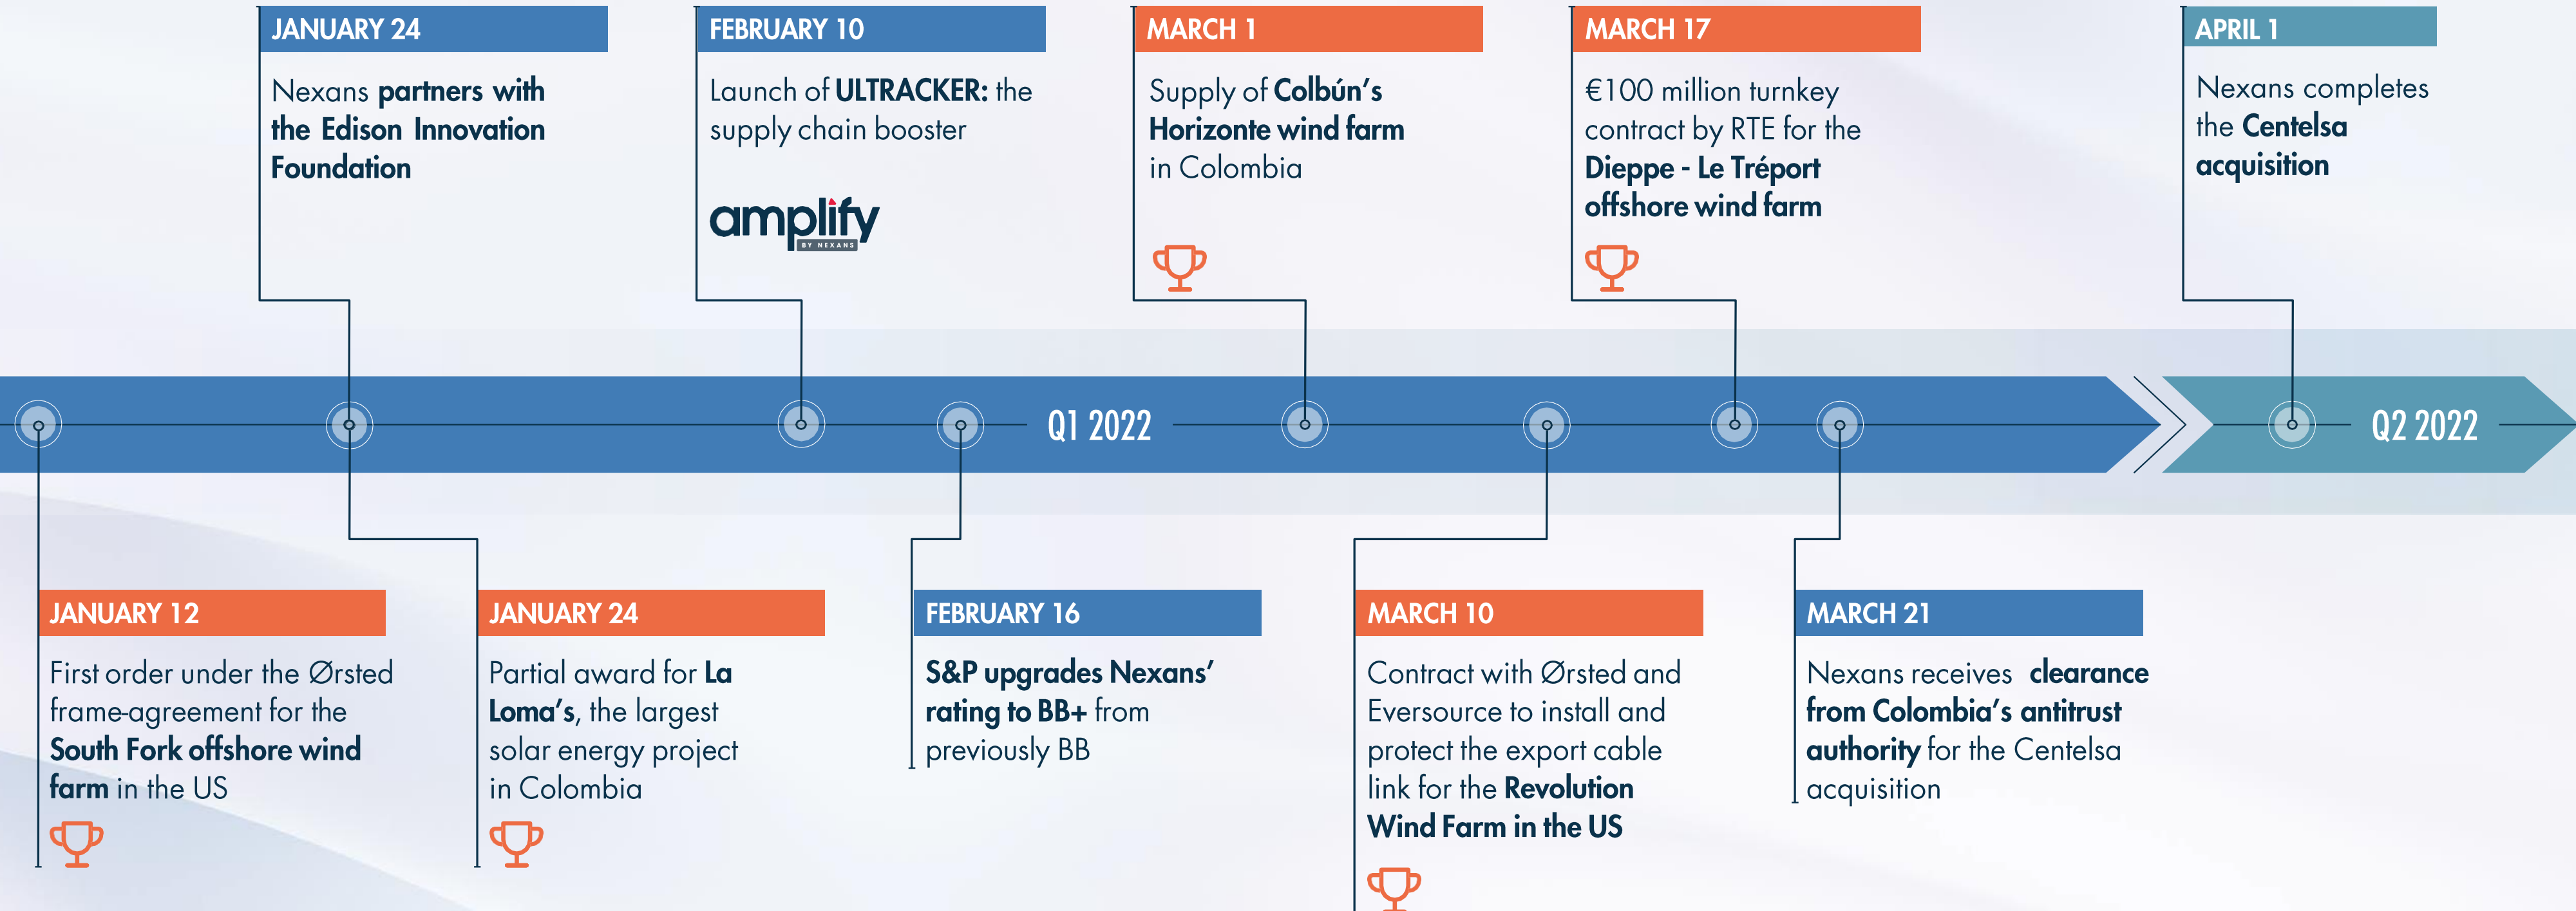 JANUARY 24
Nexans partners with
the Edison Innovation
Foundation
FEBRUARY 10
Launch of ULTRACKER: the
supply chain booster
amplify
BY NEXANS
MARCH 1
Supply of Colbún’s
Horizonte wind farm
in Colombia
MARCH 17
€100 million turnkey
contract by RTE for the
Dieppe - Le Tréport
offshore wind farm
APRIL 1
Nexans completes
the Centelsa
acquisition
Q1 2022
Q2 2022
JANUARY 12
First order under the Ørsted
frame-agreement for the
South Fork offshore wind
farm in the US
JANUARY 24
Partial award for La
Loma’s, the largest
solar energy project
in Colombia
FEBRUARY 16
S&P upgrades Nexans’
rating to BB+ from
previously BB
MARCH 10
Contract with Ørsted and
Eversource to install and
protect the export cable
link for the Revolution
Wind Farm in the US
MARCH 21
Nexans receives clearance
from Colombia’s antitrust
authority for the Centelsa
acquisition